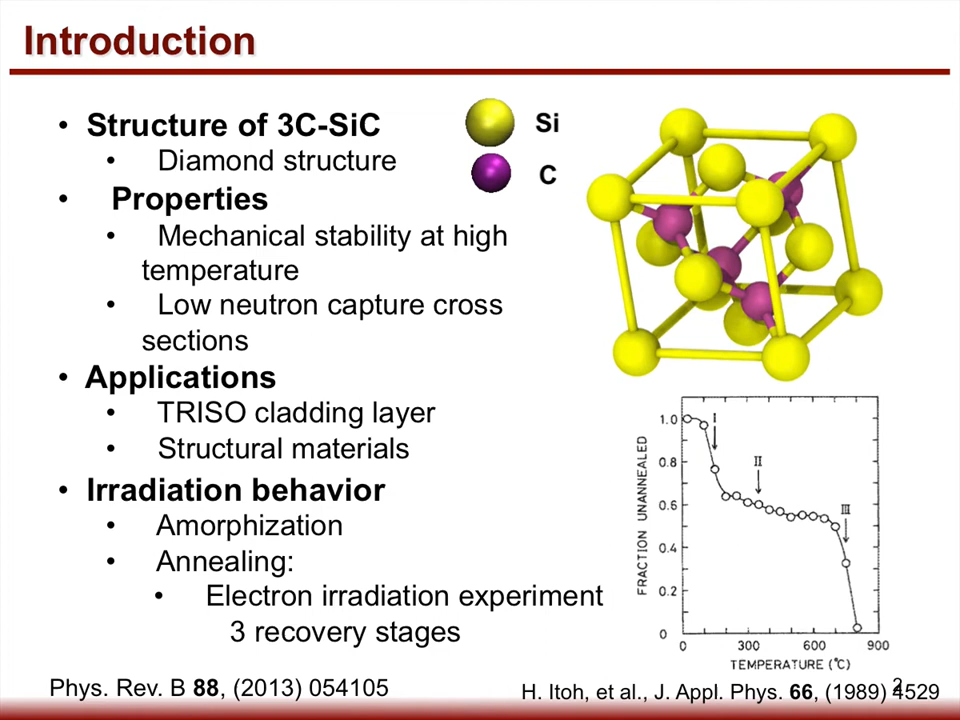 Introduction
• Structure of 3C-SiC
• Diamond structure
• Properties
• Mechanical stability at high
temperature
• Low neutron capture cross
sections
• Applications
• TRISO cladding layer
• Structural materials
• Irradiation behavior
• Amorphization
• Annealing:
• Electron irradiation experiment
3 recovery stages
Si
C
FRACTION UNANNEALED
1.0
0.8
0.6
0.4
0.2
0
I
II
III
0 300 600 900
TEMPERATURE (°C)
Phys. Rev. B 88, (2013) 054105
H. Itoh, et al., J. Appl. Phys. 66, (1989) 4529
2